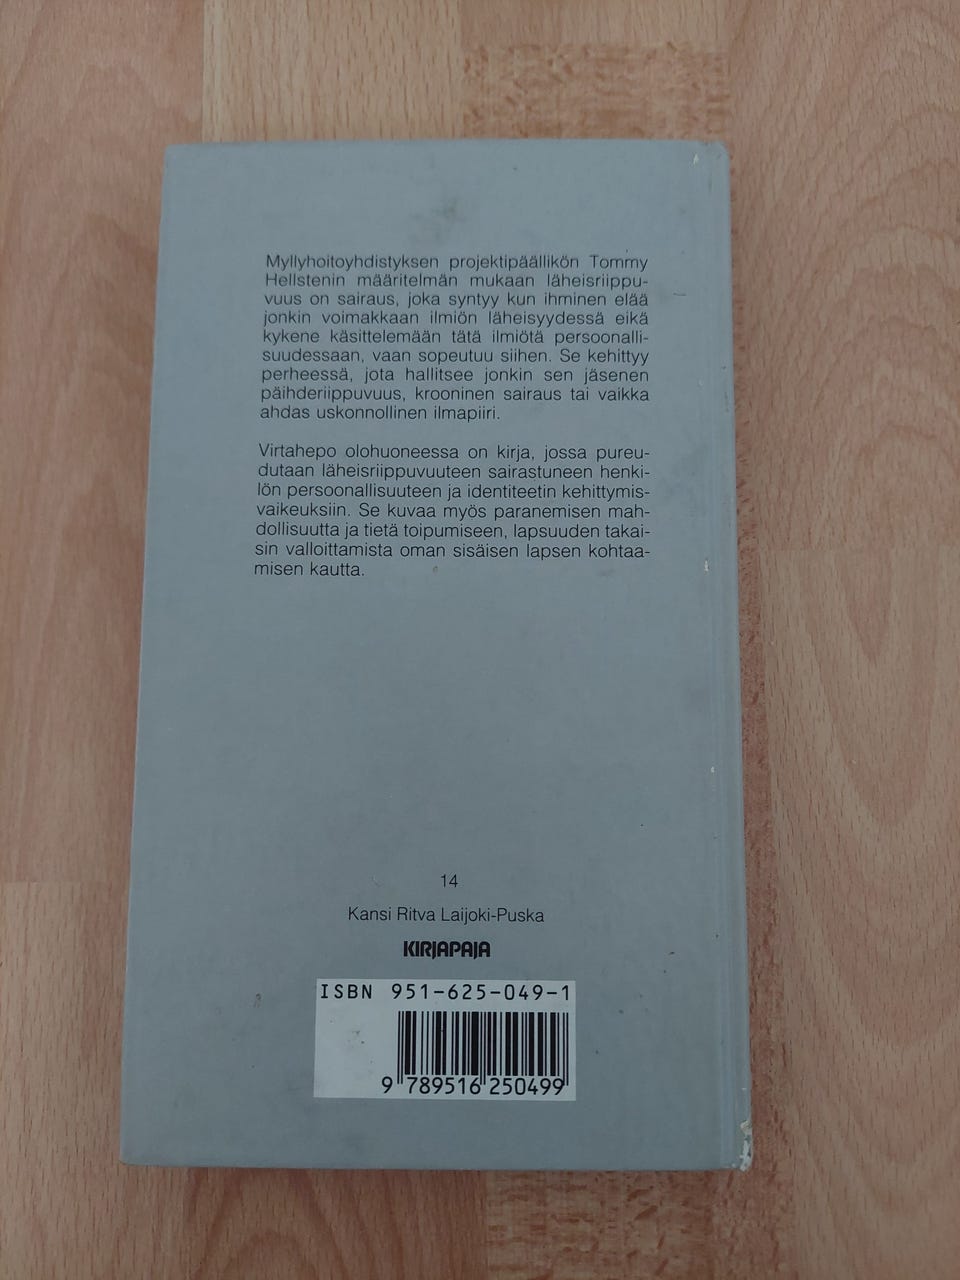 Myllyhoitoyhdistyksen projektipäällikön Tommy
Hellstenin määritelmän mukaan läheisriippu-
vuus on sairaus, joka syntyy kun ihminen elää
jonkin voimakkaan ilmiön läheisyydessä eikä
kykene käsittelemään tätä ilmiötä persoonalli-
suudessaan, vaan sopeutuu siihen. Se kehittyy
perheessä, jota hallitsee jonkin sen jäsenen
päihderiippuvuus, krooninen sairaus tai vaikka
ahdas uskonnollinen ilmapiiri.
Virtahepo olohuoneessa on kirja, jossa pureu-
dutaan läheisriippuvuuteen sairastuneen henki-
lön persoonallisuuteen ja identiteetin kehittymis-
vaikeuksiin. Se kuvaa myös paranemisen mah-
dollisuutta ja tietä toipumiseen, lapsuuden takai-
sin valloittamista oman sisäisen lapsen kohtaa-
misen kautta.
14
Kansi Ritva Laijoki-Puska
KIRJAPAJA
ISBN 951-625-049-1
9 789516 250499